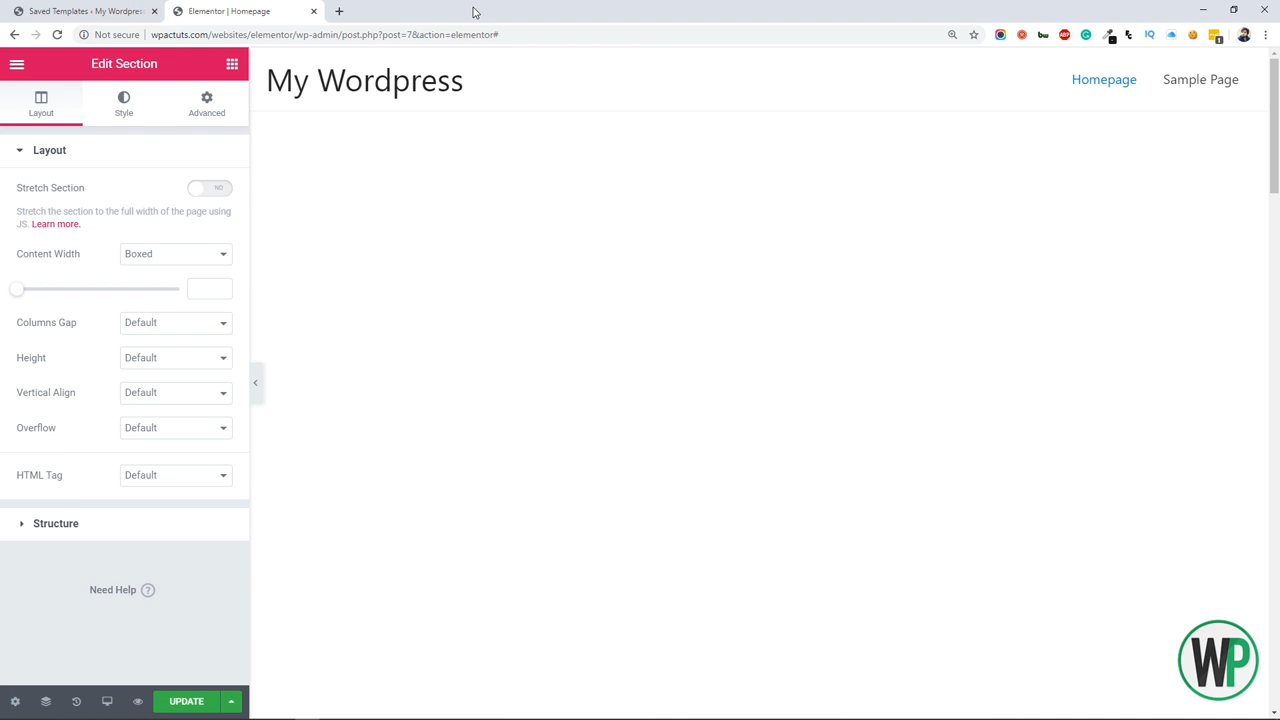 Saved Templates ‹ My Wordpress
Elementor | Homepage
Not secure
wpactuts.com/websites/elementor/wp-admin/post.php?post=7&action=elementor#
Edit Section
My Wordpress
Homepage
Sample Page
Layout
Style
Advanced
Layout
Stretch Section
NO
Stretch the section to the full width of the page using
JS. Learn more.
Content Width
Boxed
Columns Gap
Default
Height
Default
Vertical Align
Default
Overflow
Default
HTML Tag
Default
Structure
Need Help ?
UPDATE
WP